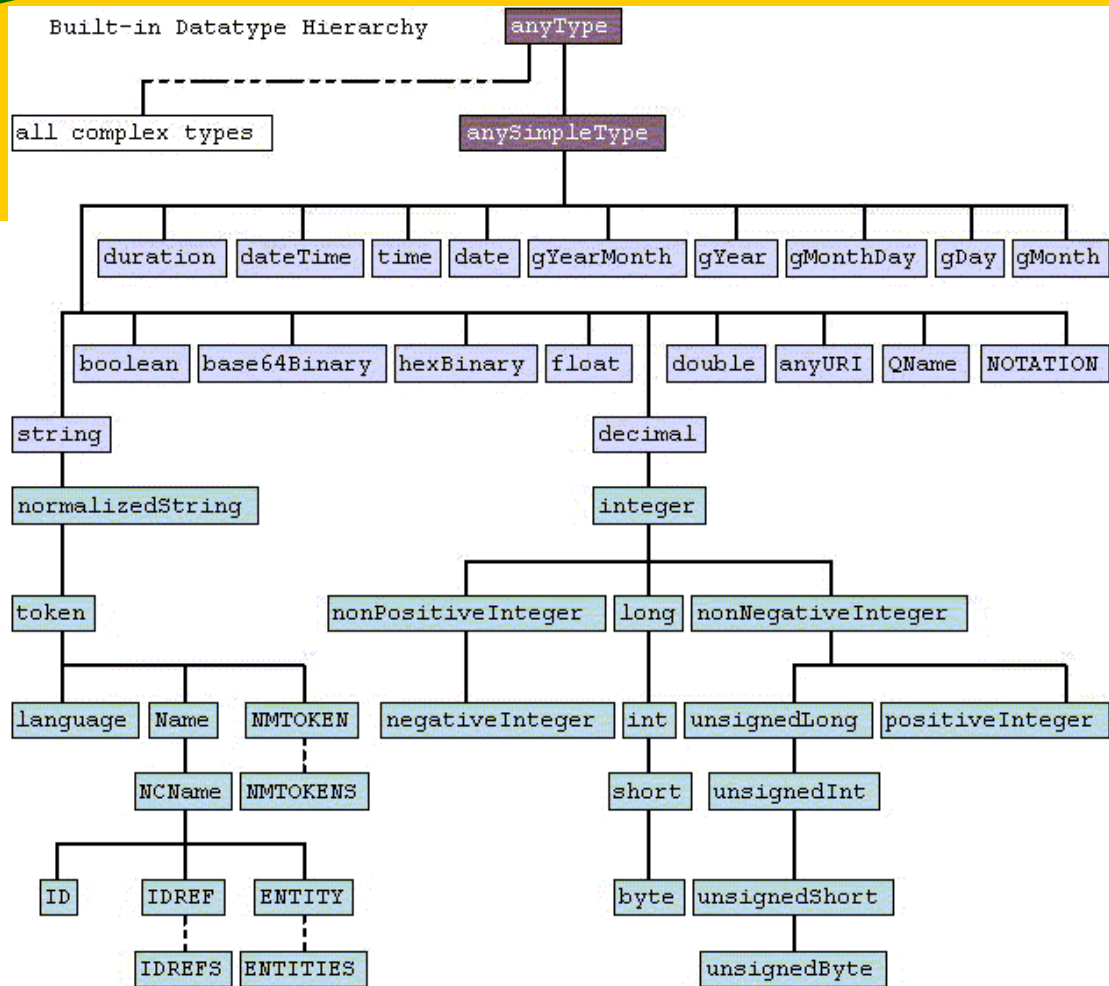 Built-in Datatype Hierarchy anyType
all complex types anySimpleType
duration dateTime time date gYearMonth gYear gMonthDay gDay gMonth
boolean base64Binary hexBinary float double anyURI QName NOTATION
string decimal
normalizedString integer
token nonPositiveInteger long nonNegativeInteger
language Name NMTOKEN negativeInteger int unsignedLong positiveInteger
NCName NMTOKENS short unsignedInt
ID IDREF ENTITY byte unsignedShort
IDREFS ENTITIES unsignedByte